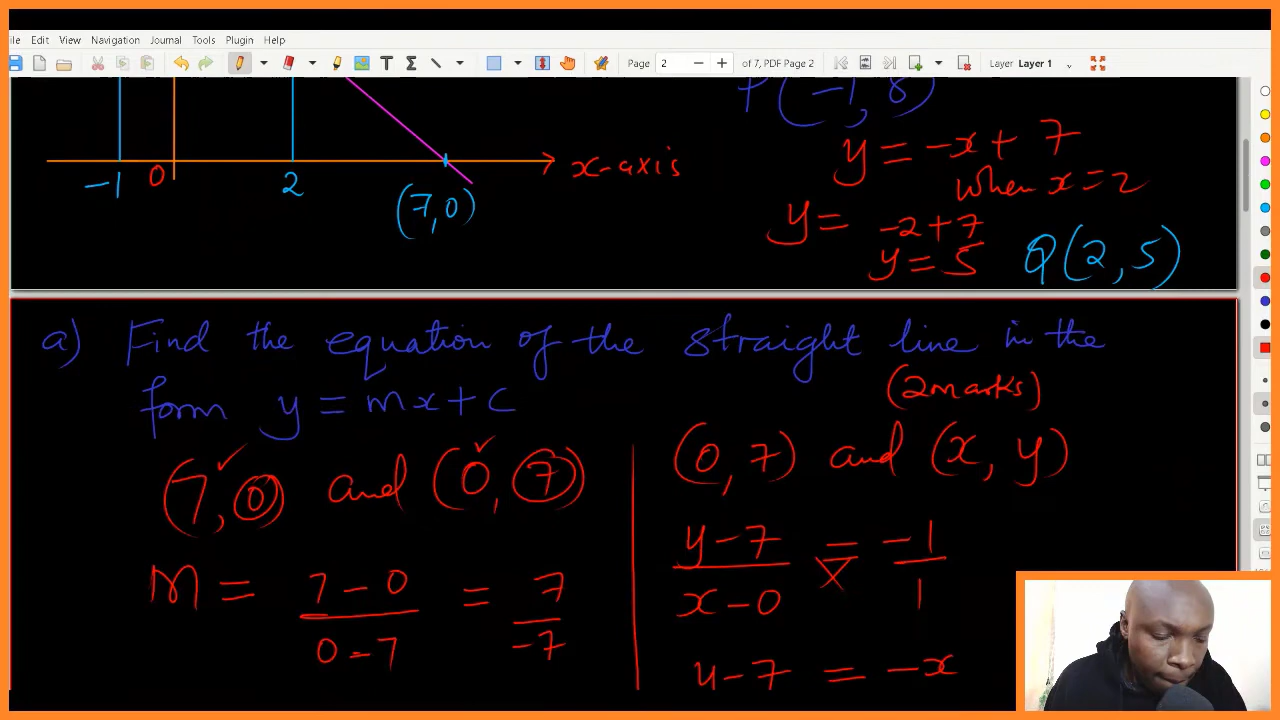 ile Edit View Navigation Journal Tools Plugin Help
Page 2 of 7, PDF Page 2 Layer Layer 1
P(-1, 8)
y = -x + 7
when x = 2
y = -2+7
y = 5
Q(2, 5)
x-axis
-1 0 2
(7,0)
a) Find the equation of the straight line in the
form y = mx + c
(2marks)
(7, 0) and (0, 7)
m = 7 - 0 / 0 - 7 = 7 / -7
(0, 7) and (x, y)
y - 7 / x - 0 = -1 / 1
y - 7 = -x